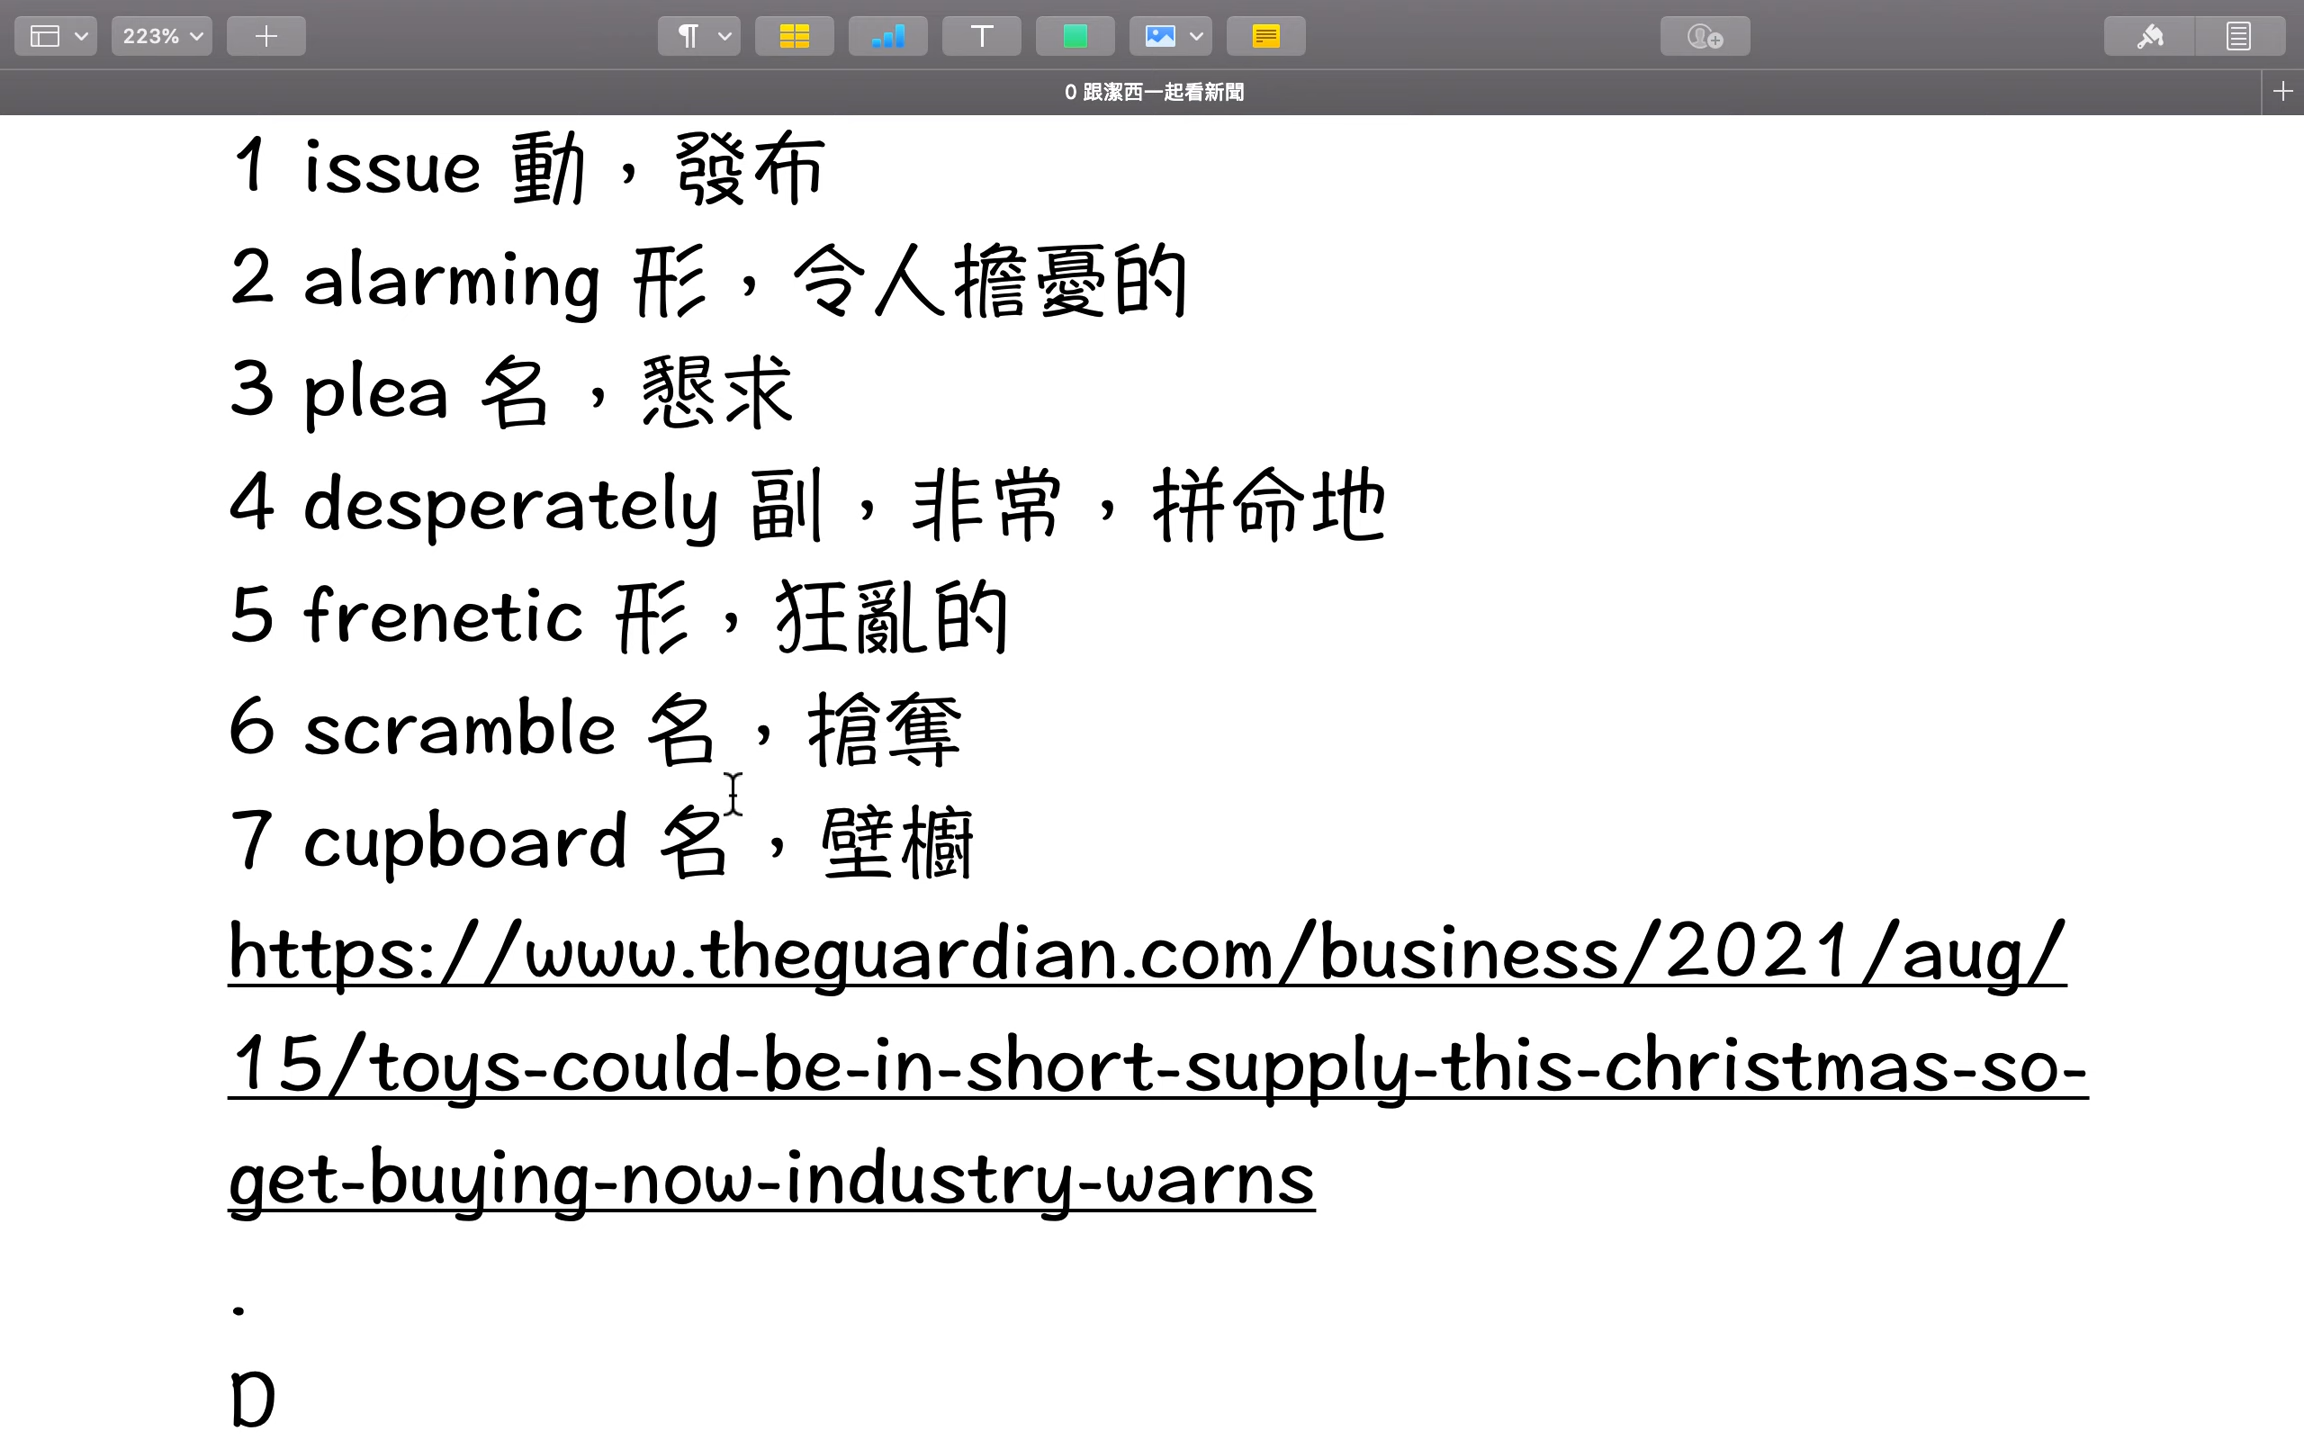 223%
0 跟潔西一起看新聞
1 issue 動，發布
2 alarming 形，令人擔憂的
3 plea 名，懇求
4 desperately 副，非常，拼命地
5 frenetic 形，狂亂的
6 scramble 名，搶奪
7 cupboard 名，壁櫥
https://www.theguardian.com/business/2021/aug/
15/toys-could-be-in-short-supply-this-christmas-so-
get-buying-now-industry-warns
.
D